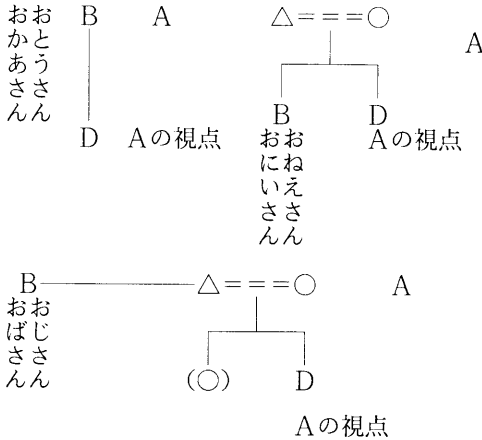 B A
おとうさん
おかあさん
D Aの視点
△===○
A
B D
おねえさん
おにいさん
Aの視点
B △===○ A
おじさん
おばさん
(○) D
Aの視点